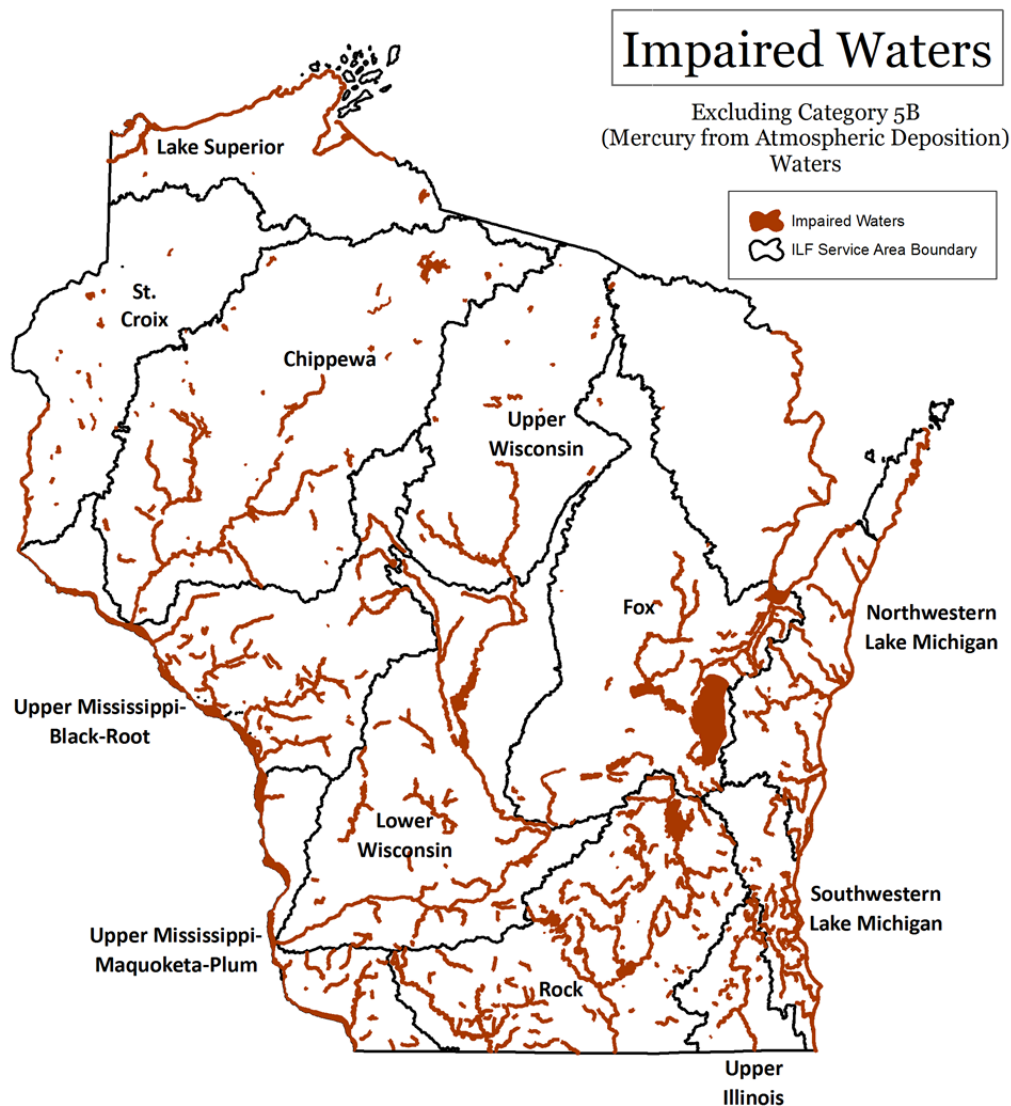 Impaired Waters
Excluding Category 5B
(Mercury from Atmospheric Deposition)
Waters
Impaired Waters
ILF Service Area Boundary
Lake Superior
St.
Croix
Chippewa
Upper
Wisconsin
Fox
Northwestern
Lake Michigan
Upper Mississippi-
Black-Root
Lower
Wisconsin
Southwestern
Lake Michigan
Upper Mississippi-
Maquoketa-Plum
Rock
Upper
Illinois